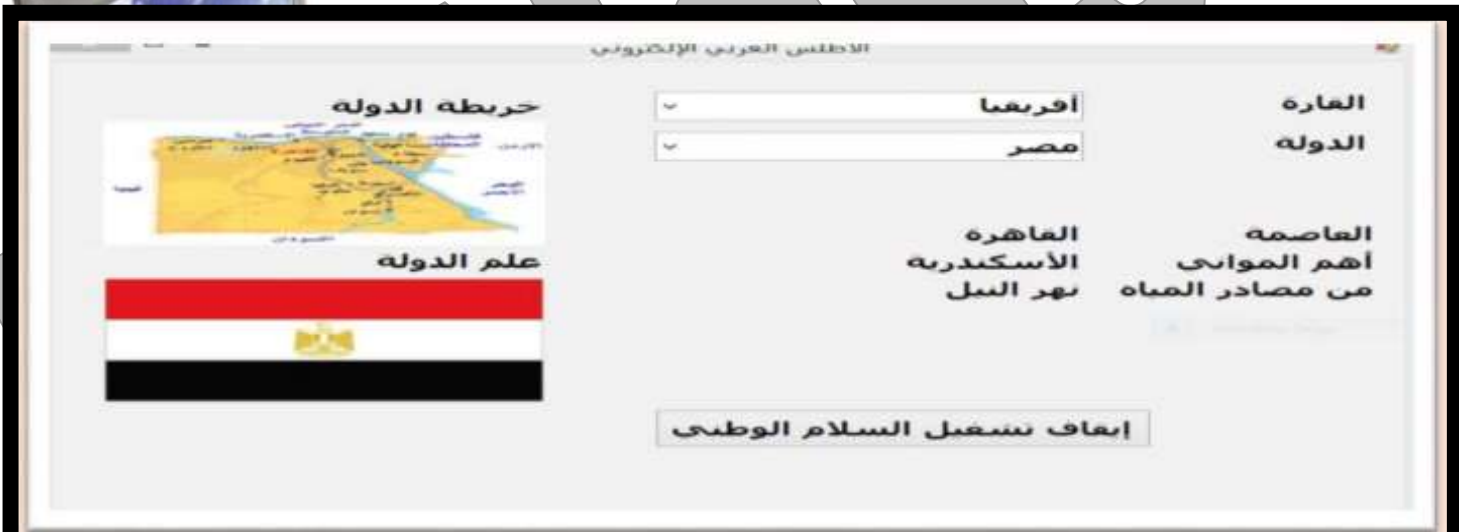 الاطلس العربي الإلكتروني
القارة أفريقيا
الدولة مصر
خريطة الدولة
العاصمة القاهرة
أهم الموانى الأسكندرية
من مصادر المياه نهر النيل
علم الدولة
إيقاف تشغيل السلام الوطنى